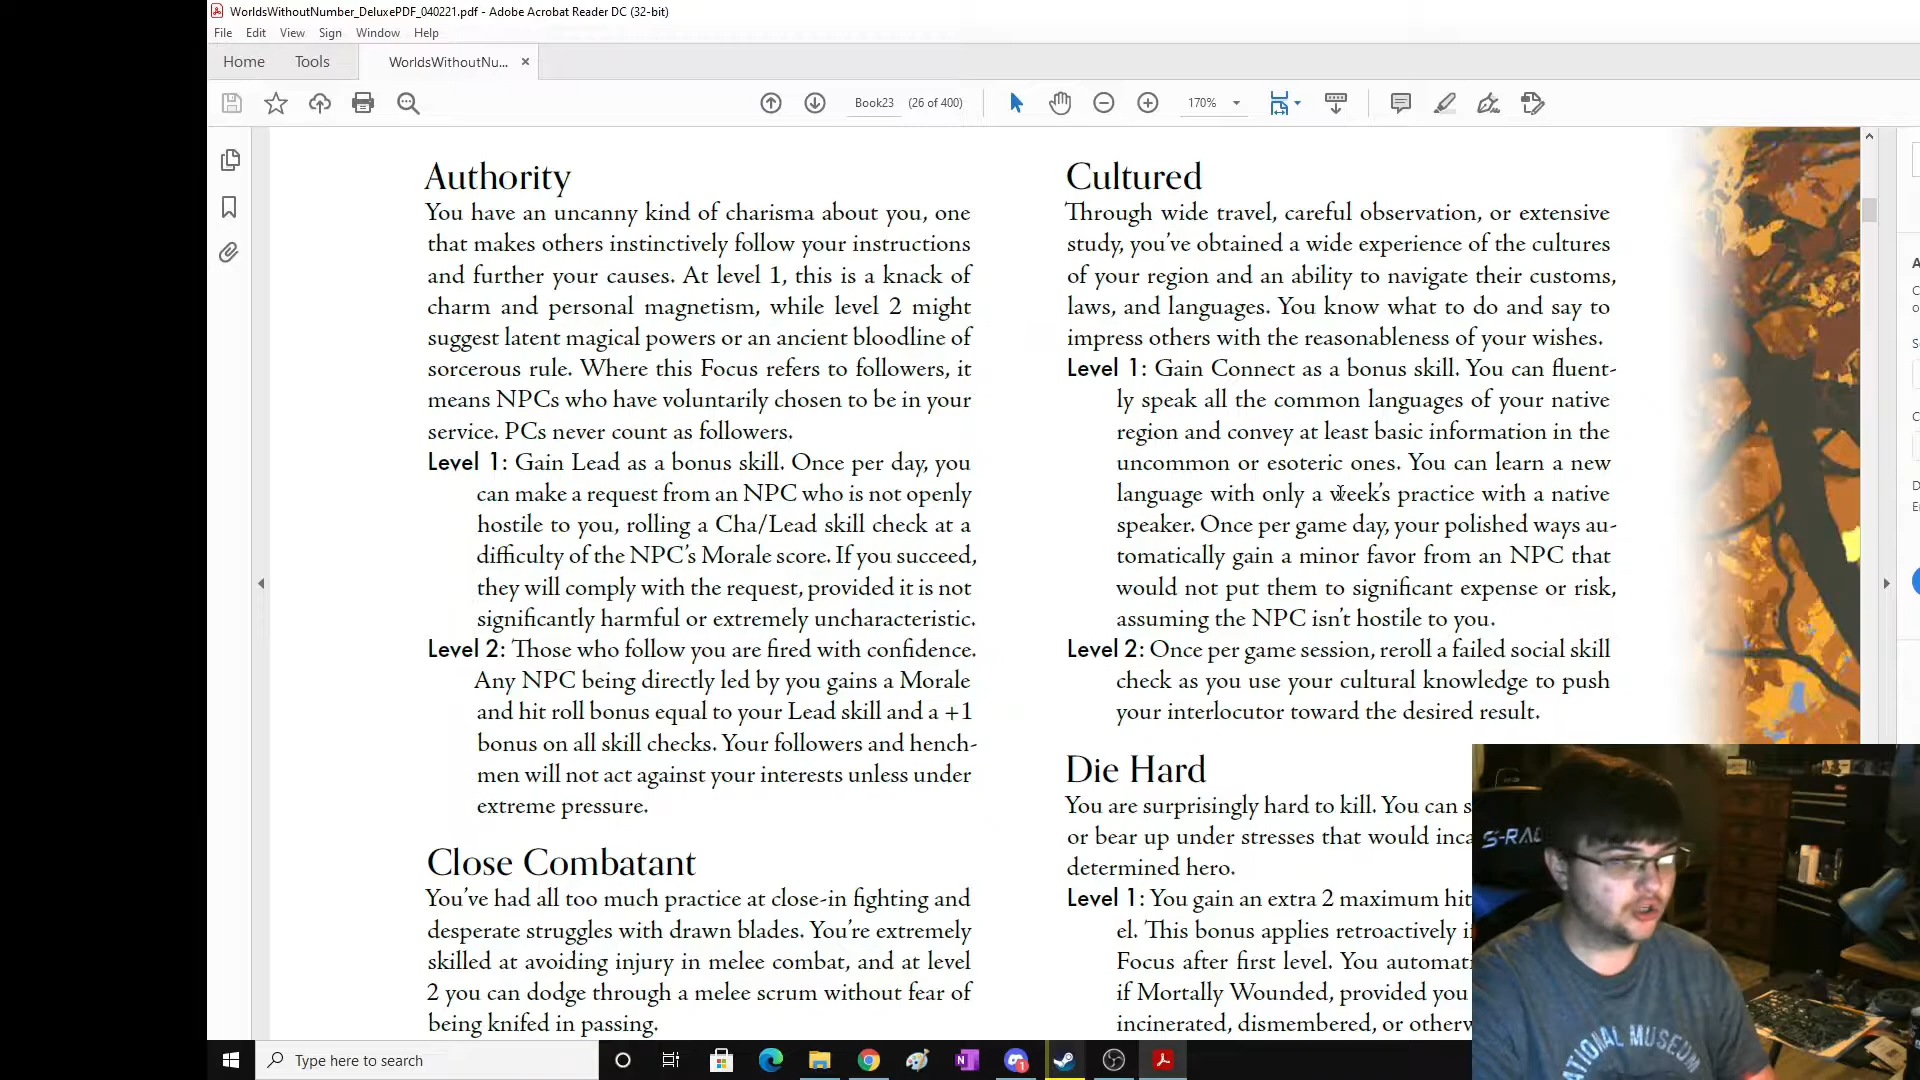 WorldsWithoutNumber_DeluxePDF_040221.pdf - Adobe Acrobat Reader DC (32-bit)
File Edit View Sign Window Help
Home Tools WorldsWithoutNu... ×
Book23 (26 of 400) 170%
Authority
You have an uncanny kind of charisma about you, one
that makes others instinctively follow your instructions
and further your causes. At level 1, this is a knack of
charm and personal magnetism, while level 2 might
suggest latent magical powers or an ancient bloodline of
sorcerous rule. Where this Focus refers to followers, it
means NPCs who have voluntarily chosen to be in your
service. PCs never count as followers.
Level 1: Gain Lead as a bonus skill. Once per day, you
can make a request from an NPC who is not openly
hostile to you, rolling a Cha/Lead skill check at a
difficulty of the NPC's Morale score. If you succeed,
they will comply with the request, provided it is not
significantly harmful or extremely uncharacteristic.
Level 2: Those who follow you are fired with confidence.
Any NPC being directly led by you gains a Morale
and hit roll bonus equal to your Lead skill and a +1
bonus on all skill checks. Your followers and hench-
men will not act against your interests unless under
extreme pressure.
Close Combatant
You've had all too much practice at close-in fighting and
desperate struggles with drawn blades. You're extremely
skilled at avoiding injury in melee combat, and at level
2 you can dodge through a melee scrum without fear of
being knifed in passing.
Cultured
Through wide travel, careful observation, or extensive
study, you've obtained a wide experience of the cultures
of your region and an ability to navigate their customs,
laws, and languages. You know what to do and say to
impress others with the reasonableness of your wishes.
Level 1: Gain Connect as a bonus skill. You can fluent-
ly speak all the common languages of your native
region and convey at least basic information in the
uncommon or esoteric ones. You can learn a new
language with only a week's practice with a native
speaker. Once per game day, your polished ways au-
tomatically gain a minor favor from an NPC that
would not put them to significant expense or risk,
assuming the NPC isn't hostile to you.
Level 2: Once per game session, reroll a failed social skill
check as you use your cultural knowledge to push
your interlocutor toward the desired result.
Die Hard
You are surprisingly hard to kill. You can s
or bear up under stresses that would inca
determined hero.
Level 1: You gain an extra 2 maximum hit
el. This bonus applies retroactively i
Focus after first level. You automati
if Mortally Wounded, provided you
incinerated, dismembered, or otherw
S-RAC
ATIONAL MUSEUM
Type here to search